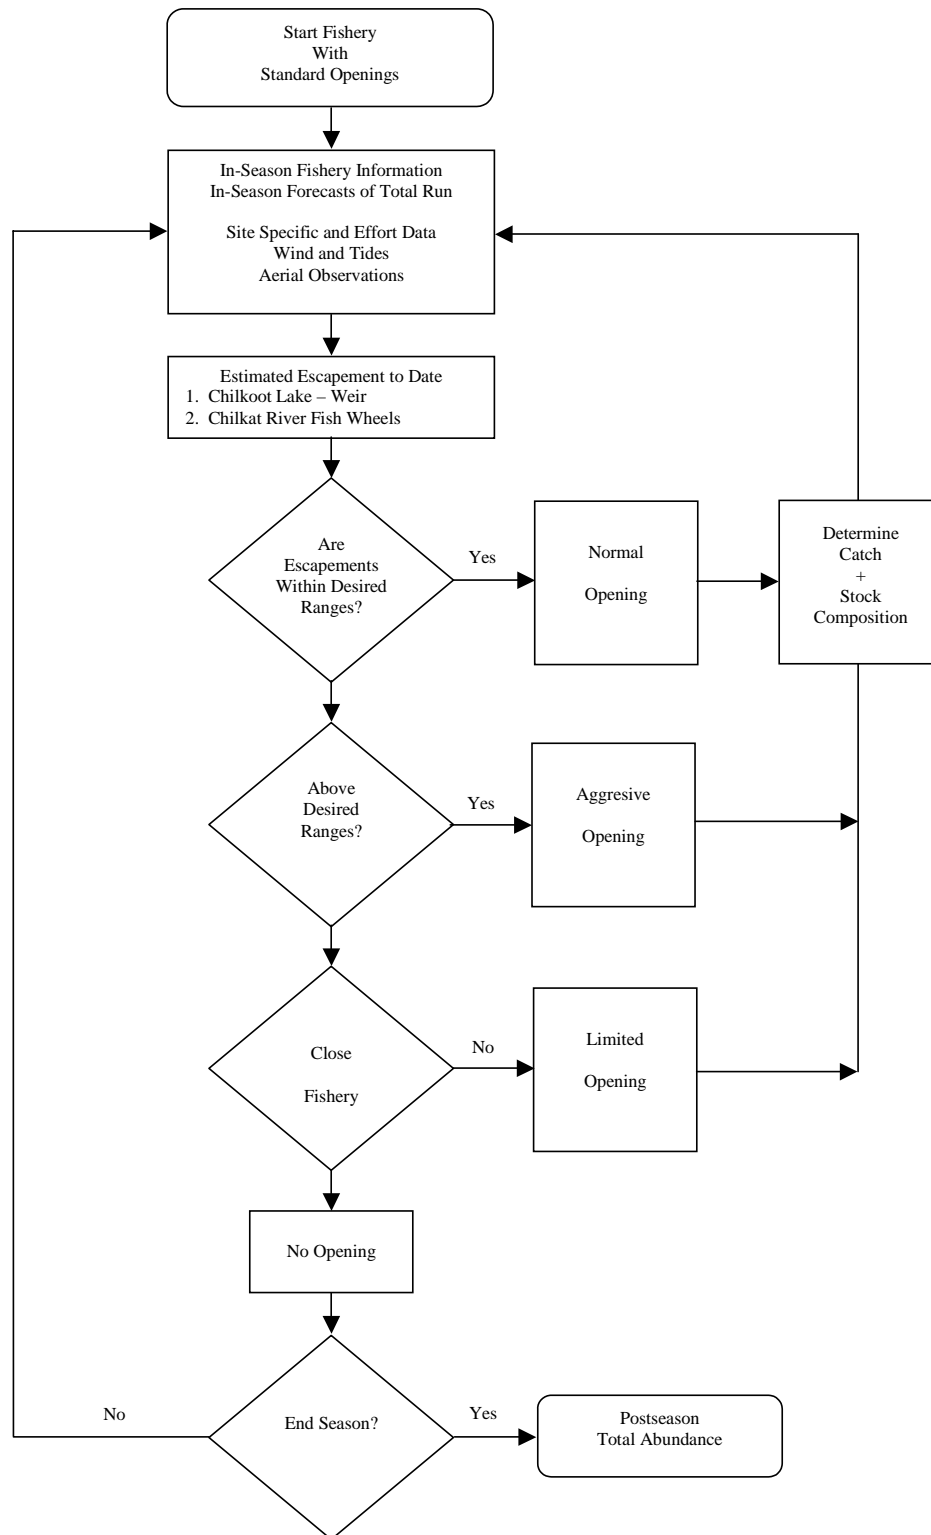 Start Fishery
With
Standard Openings
In-Season Fishery Information
In-Season Forecasts of Total Run
Site Specific and Effort Data
Wind and Tides
Aerial Observations
Estimated Escapement to Date
1. Chilkoot Lake – Weir
2. Chilkat River Fish Wheels
Are
Escapements
Within Desired
Ranges?
Yes
Normal
Opening
Determine
Catch
+
Stock
Composition
Above
Desired
Ranges?
Yes
Aggresive
Opening
Close
Fishery
No
Limited
Opening
No Opening
End Season?
No
Yes
Postseason
Total Abundance